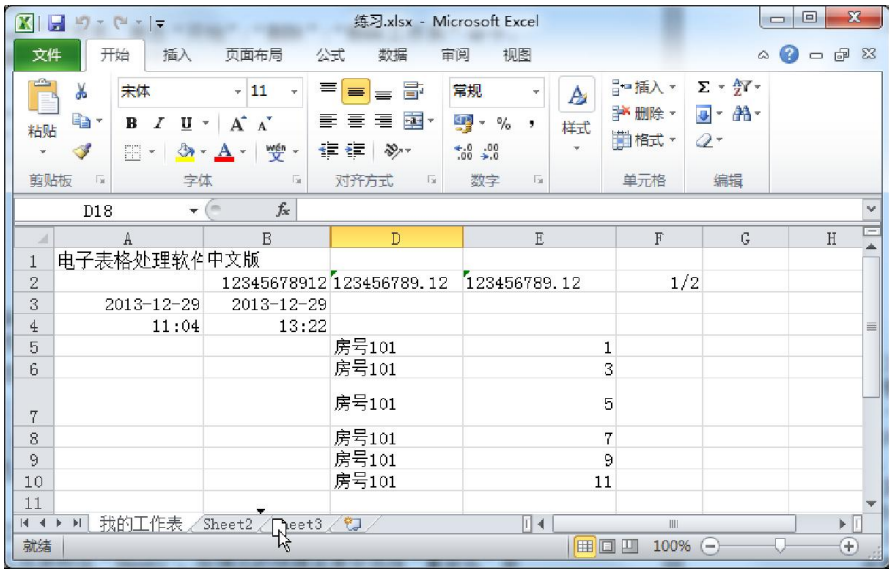 练习.xlsx - Microsoft Excel
文件 开始 插入 页面布局 公式 数据 审阅 视图
宋体 11 常规 插入 Σ
粘贴 B I U A A % , 样式 删除
A wén 文 .0 .00 .00 .0 格式
剪贴板 字体 对齐方式 数字 单元格 编辑
D18 fx
A B D E F G H
1 电子表格处理软件 中文版
2 12345678912 123456789.12 123456789.12 1/2
3 2013-12-29 2013-12-29
4 11:04 13:22
5 房号101 1
6 房号101 3
7 房号101 5
8 房号101 7
9 房号101 9
10 房号101 11
11
我的工作表 Sheet2 heet3
就绪 100%